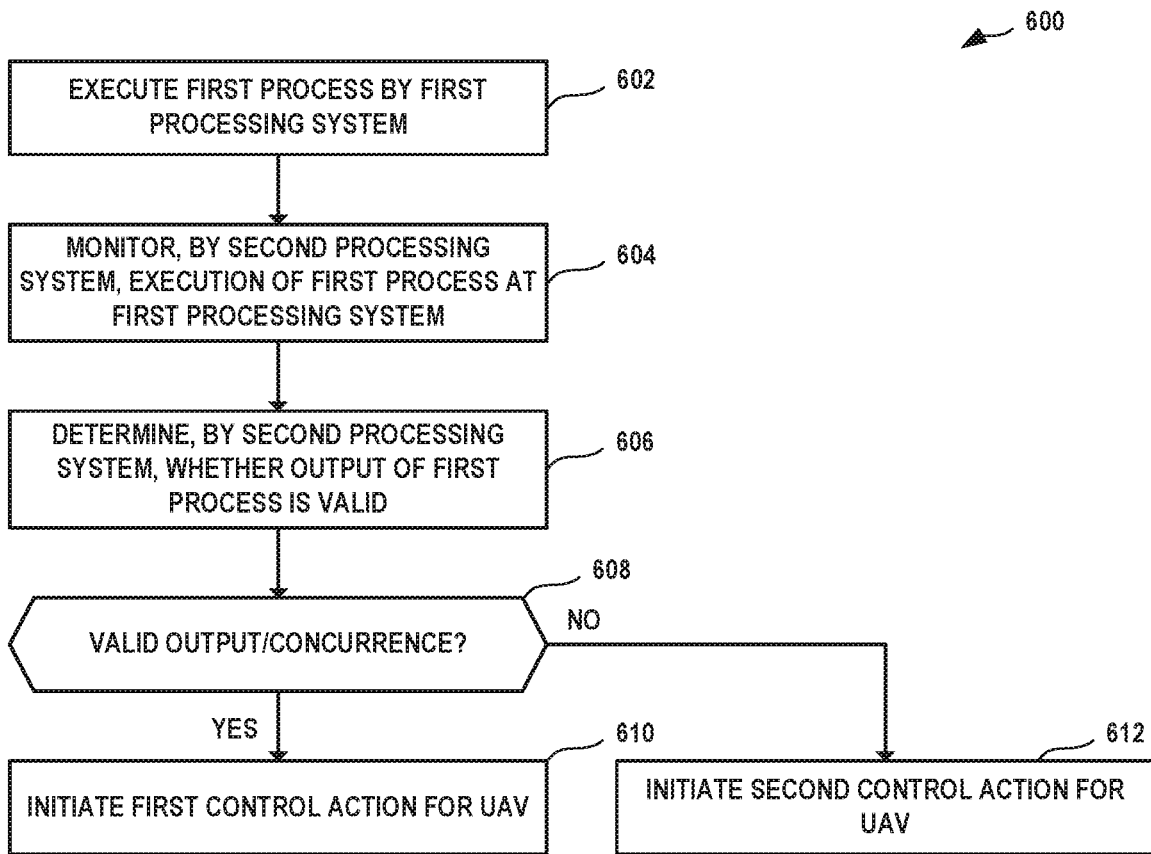 600
EXECUTE FIRST PROCESS BY FIRST
PROCESSING SYSTEM
602
MONITOR, BY SECOND PROCESSING
SYSTEM, EXECUTION OF FIRST PROCESS AT
FIRST PROCESSING SYSTEM
604
DETERMINE, BY SECOND PROCESSING
SYSTEM, WHETHER OUTPUT OF FIRST
PROCESS IS VALID
606
608
VALID OUTPUT/CONCURRENCE?
NO
YES
610
612
INITIATE FIRST CONTROL ACTION FOR UAV
INITIATE SECOND CONTROL ACTION FOR
UAV